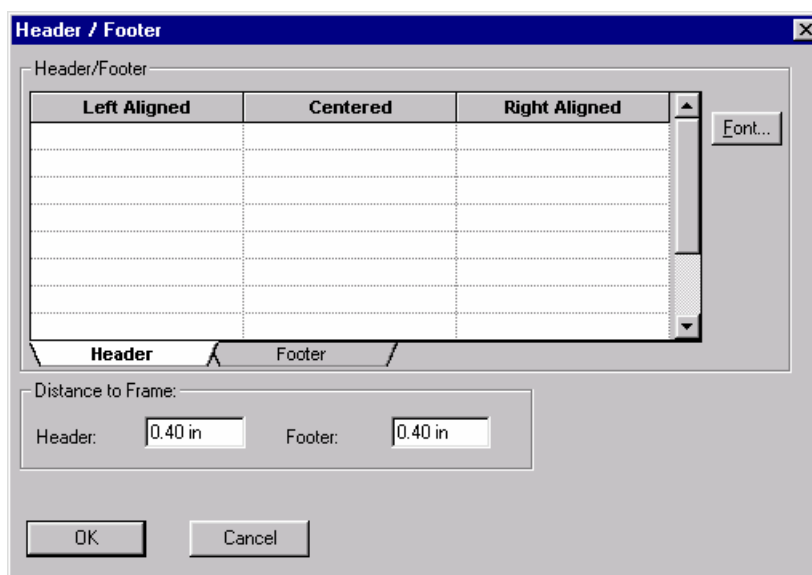 Header / Footer
Header/Footer
Left Aligned Centered Right Aligned
Font...
Header Footer
Distance to Frame:
Header: 0.40 in Footer: 0.40 in
OK Cancel